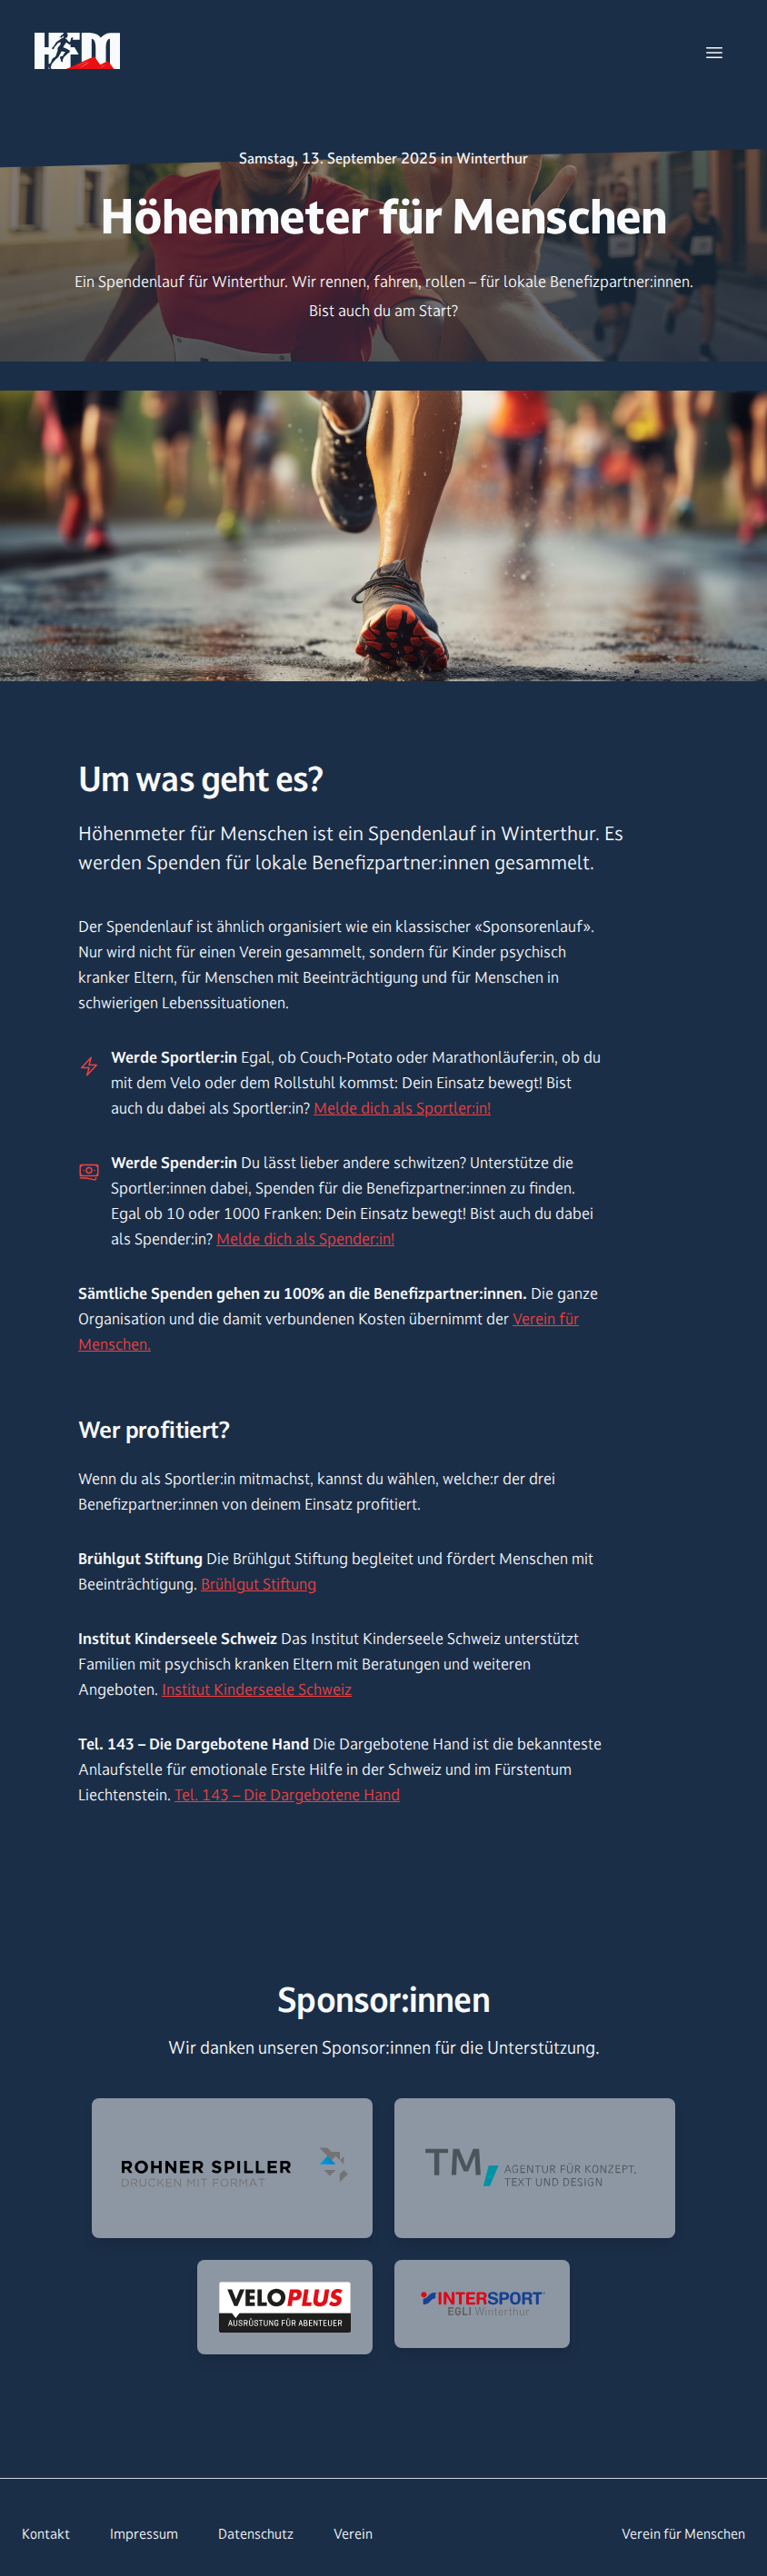 HFM
Samstag, 13. September 2025 in Winterthur
Höhenmeter für Menschen
Ein Spendenlauf für Winterthur. Wir rennen, fahren, rollen – für lokale Benefizpartner:innen.
Bist auch du am Start?
Um was geht es?
Höhenmeter für Menschen ist ein Spendenlauf in Winterthur. Es
werden Spenden für lokale Benefizpartner:innen gesammelt.
Der Spendenlauf ist ähnlich organisiert wie ein klassischer «Sponsorenlauf».
Nur wird nicht für einen Verein gesammelt, sondern für Kinder psychisch
kranker Eltern, für Menschen mit Beeinträchtigung und für Menschen in
schwierigen Lebenssituationen.
Werde Sportler:in Egal, ob Couch-Potato oder Marathonläufer:in, ob du
mit dem Velo oder dem Rollstuhl kommst: Dein Einsatz bewegt! Bist
auch du dabei als Sportler:in? Melde dich als Sportler:in!
Werde Spender:in Du lässt lieber andere schwitzen? Unterstütze die
Sportler:innen dabei, Spenden für die Benefizpartner:innen zu finden.
Egal ob 10 oder 1000 Franken: Dein Einsatz bewegt! Bist auch du dabei
als Spender:in? Melde dich als Spender:in!
Sämtliche Spenden gehen zu 100% an die Benefizpartner:innen. Die ganze
Organisation und die damit verbundenen Kosten übernimmt der Verein für
Menschen.
Wer profitiert?
Wenn du als Sportler:in mitmachst, kannst du wählen, welche:r der drei
Benefizpartner:innen von deinem Einsatz profitiert.
Brühlgut Stiftung Die Brühlgut Stiftung begleitet und fördert Menschen mit
Beeinträchtigung. Brühlgut Stiftung
Institut Kinderseele Schweiz Das Institut Kinderseele Schweiz unterstützt
Familien mit psychisch kranken Eltern mit Beratungen und weiteren
Angeboten. Institut Kinderseele Schweiz
Tel. 143 – Die Dargebotene Hand Die Dargebotene Hand ist die bekannteste
Anlaufstelle für emotionale Erste Hilfe in der Schweiz und im Fürstentum
Liechtenstein. Tel. 143 – Die Dargebotene Hand
Sponsor:innen
Wir danken unseren Sponsor:innen für die Unterstützung.
ROHNER SPILLER
DRUCKEN MIT FORMAT
TM, AGENTUR FÜR KONZEPT,
TEXT UND DESIGN
VELOPLUS
AUSRÜSTUNG FÜR ABENTEUER
INTERSPORT
EGLI Winterthur
Kontakt Impressum Datenschutz Verein Verein für Menschen